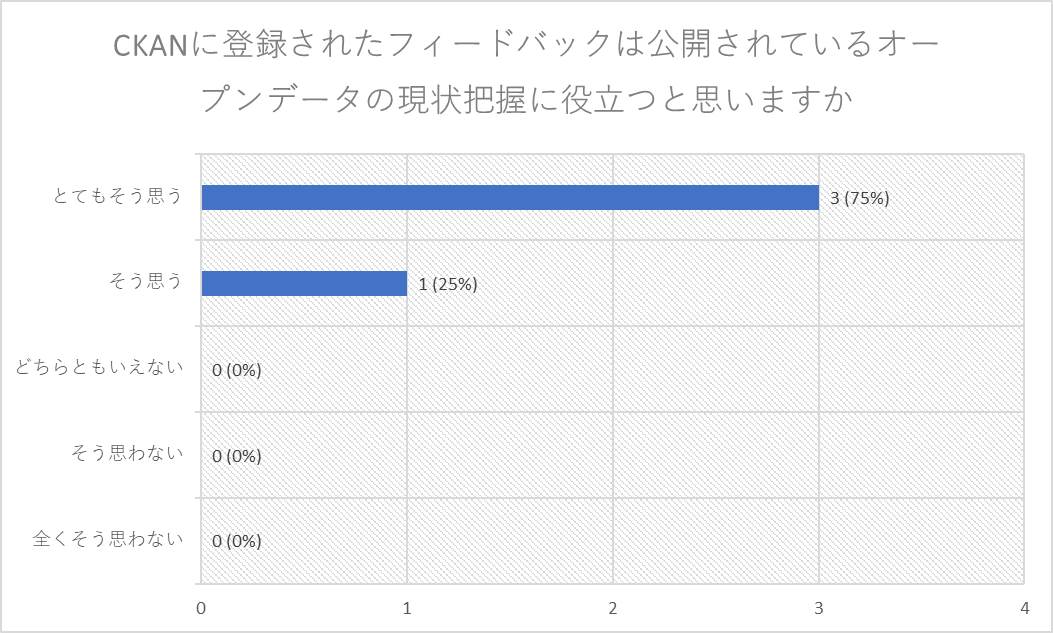 CKANに登録されたフィードバックは公開されているオー
プンデータの現状把握に役立つと思いますか
とてもそう思う
3 (75%)
そう思う
1 (25%)
どちらともいえない
0 (0%)
そう思わない
0 (0%)
全くそう思わない
0 (0%)
0 1 2 3 4